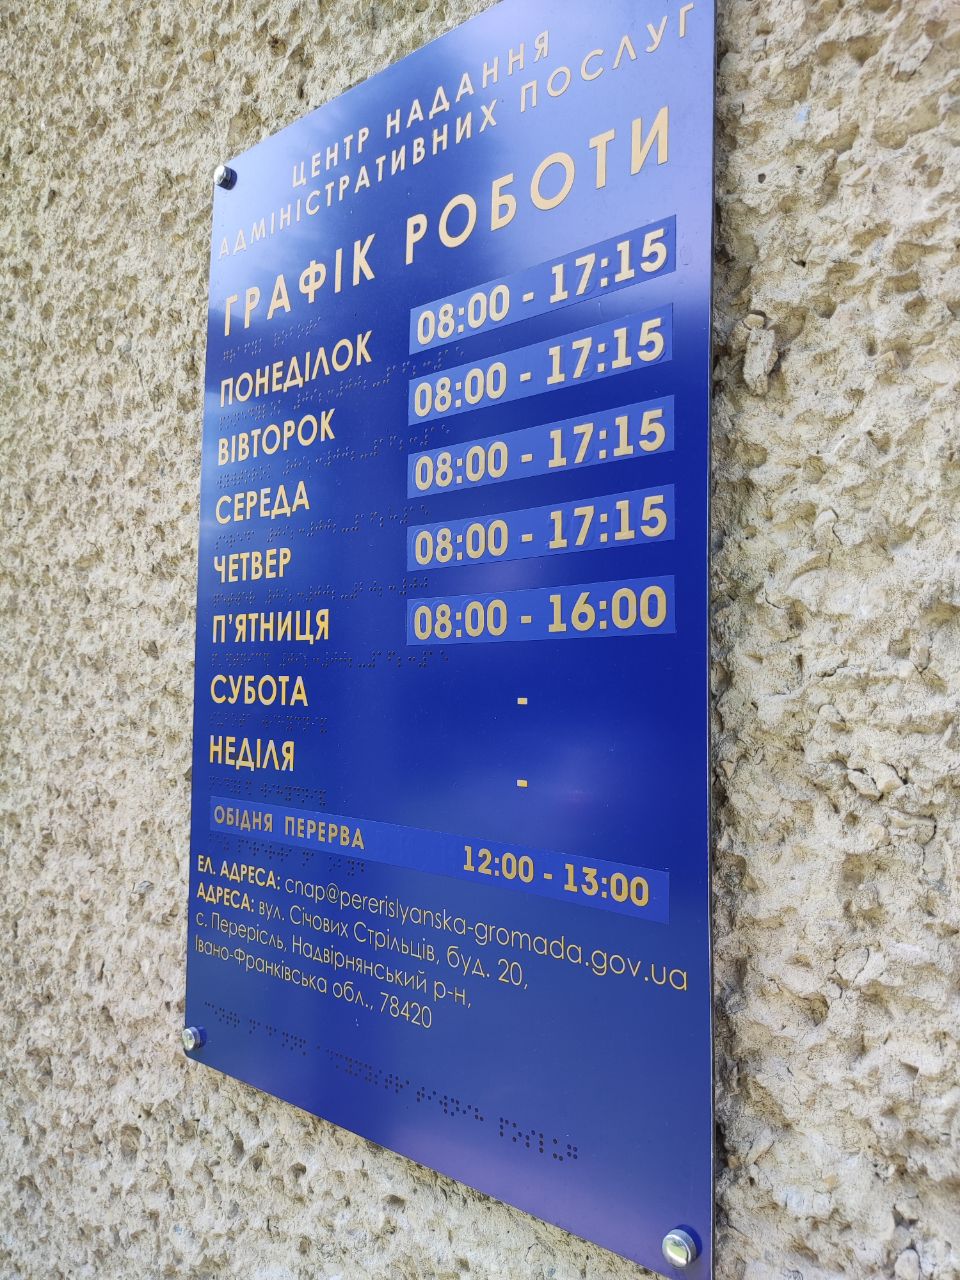 ЦЕНТР НАДАННЯ
АДМІНІСТРАТИВНИХ ПОСЛУГ
ГРАФІК РОБОТИ
ПОНЕДІЛОК 08:00 - 17:15
ВІВТОРОК 08:00 - 17:15
СЕРЕДА 08:00 - 17:15
ЧЕТВЕР 08:00 - 17:15
П'ЯТНИЦЯ 08:00 - 16:00
СУБОТА -
НЕДІЛЯ -
ОБІДНЯ ПЕРЕРВА 12:00 - 13:00
ЕЛ. АДРЕСА: cnap@pererislyanska-gromada.gov.ua
АДРЕСА: вул. Січових Стрільців, буд. 20,
с. Перерісль, Надвірнянський р-н,
Івано-Франківська обл., 78420